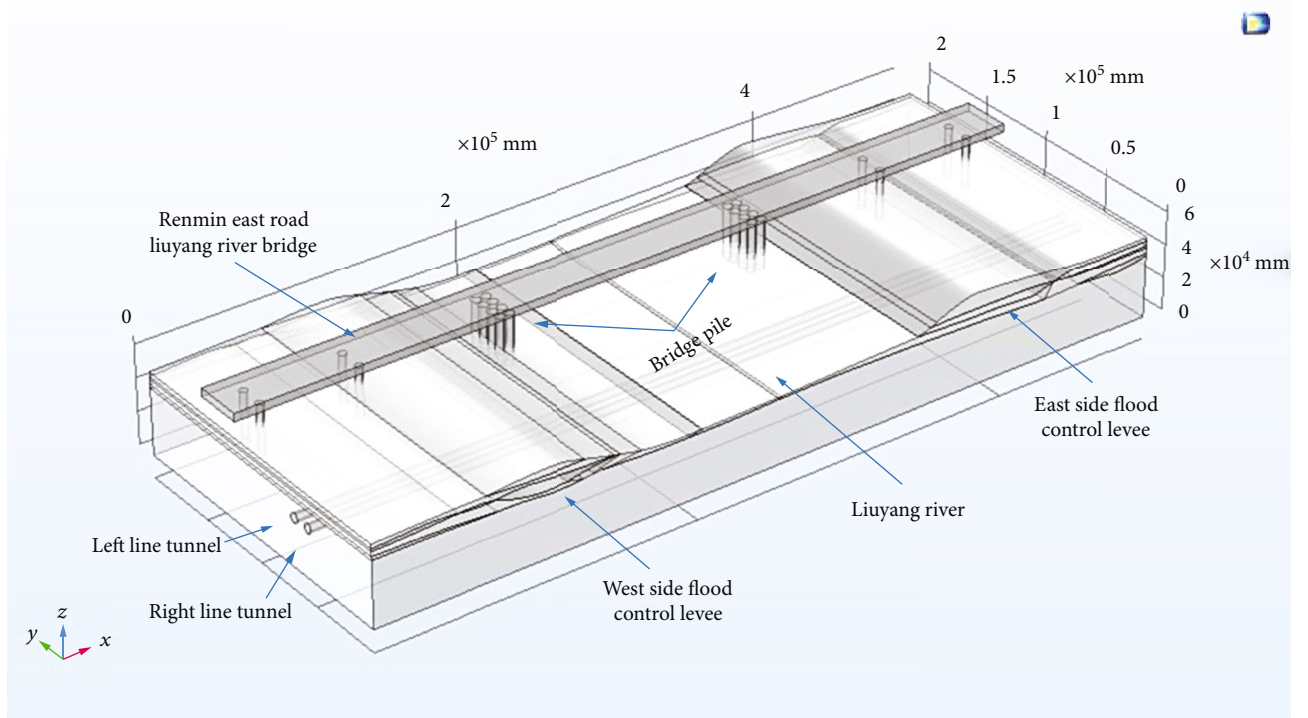 2
1.5
×10⁵ mm
1
0.5
0
4
×10⁵ mm
2
0
6
4
2
0
×10⁴ mm
Renmin east road
liuyang river bridge
Bridge pile
East side flood
control levee
Liuyang river
Left line tunnel
Right line tunnel
West side flood
control levee
z
y
x